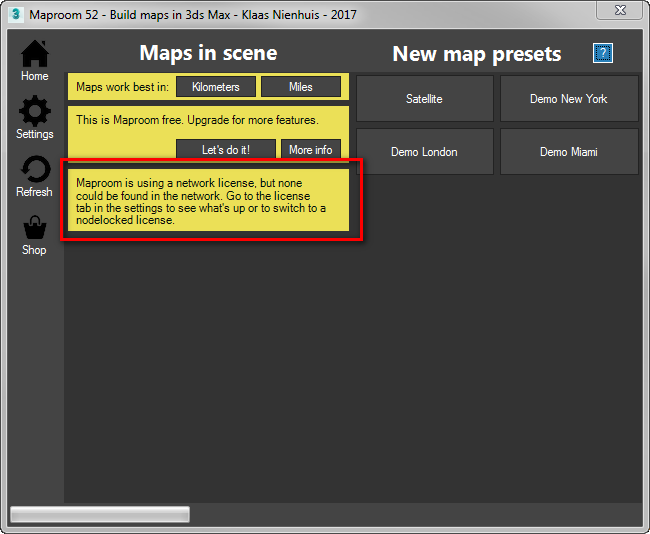 Maproom 52 - Build maps in 3ds Max - Klaas Nienhuis - 2017
Home
Settings
Refresh
Shop
Maps in scene
Maps work best in: Kilometers Miles
This is Maproom free. Upgrade for more features.
Let's do it! More info
Maproom is using a network license, but none
could be found in the network. Go to the license
tab in the settings to see what's up or to switch to a
nodelocked license.
New map presets ?
Satellite Demo New York
Demo London Demo Miami